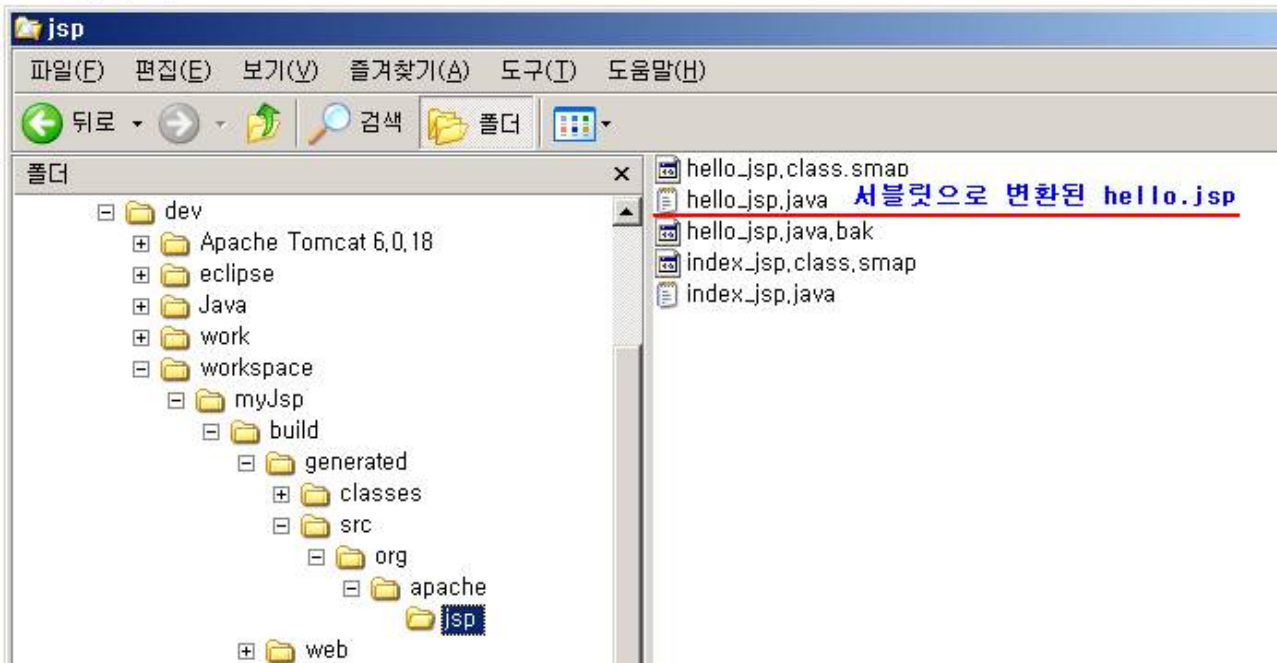 jsp
파일(F) 편집(E) 보기(V) 즐겨찾기(A) 도구(T) 도움말(H)
뒤로 검색 폴더
폴더
dev
Apache Tomcat 6.0.18
eclipse
Java
work
workspace
myJsp
build
generated
classes
src
org
apache
jsp
web
hello_jsp.class.smap
hello_jsp.java 서블릿으로 변환된 hello.jsp
hello_jsp.java.bak
index_jsp.class.smap
index_jsp.java